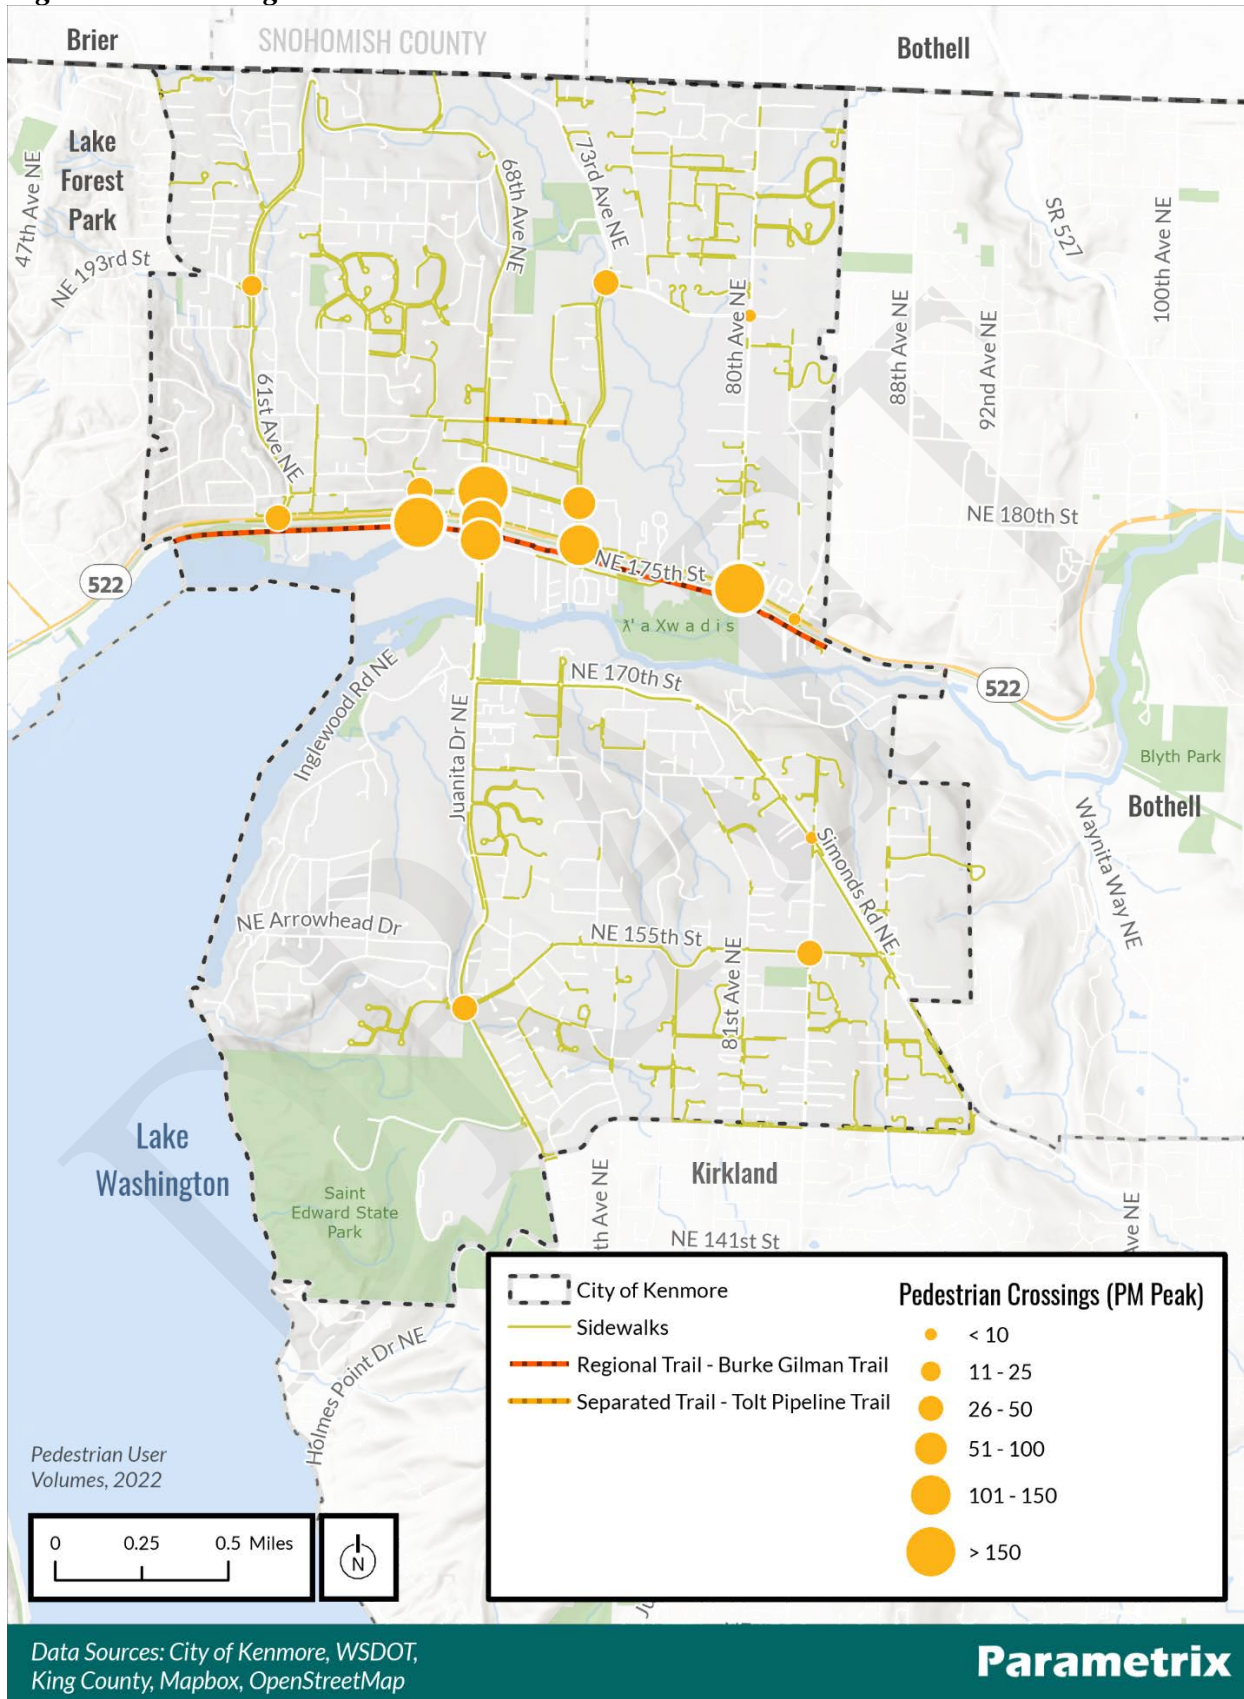 Brier
SNOHOMISH COUNTY
Bothell
Lake
Forest
Park
47th Ave NE
NE 193rd St
68th Ave NE
73rd Ave NE
SR 527
100th Ave NE
80th Ave NE
88th Ave NE
92nd Ave NE
61st Ave NE
NE 180th St
NE 175th St
522
ƛ' a Xw a d i s
522
NE 170th St
Inglewood Rd NE
Juanita Dr NE
Blyth Park
Bothell
Waynita Way NE
Simonds Rd NE
NE Arrowhead Dr
NE 155th St
81st Ave NE
DRAFT
Lake
Washington
Saint
Edward State
Park
Kirkland
th Ave NE
NE 141st St
Ave NE
Holmes Point Dr NE
City of Kenmore
Sidewalks
Regional Trail - Burke Gilman Trail
Separated Trail - Tolt Pipeline Trail
Pedestrian Crossings (PM Peak)
< 10
11 - 25
26 - 50
51 - 100
101 - 150
> 150
Pedestrian User
Volumes, 2022
0 0.25 0.5 Miles
N
Data Sources: City of Kenmore, WSDOT,
King County, Mapbox, OpenStreetMap
Parametrix